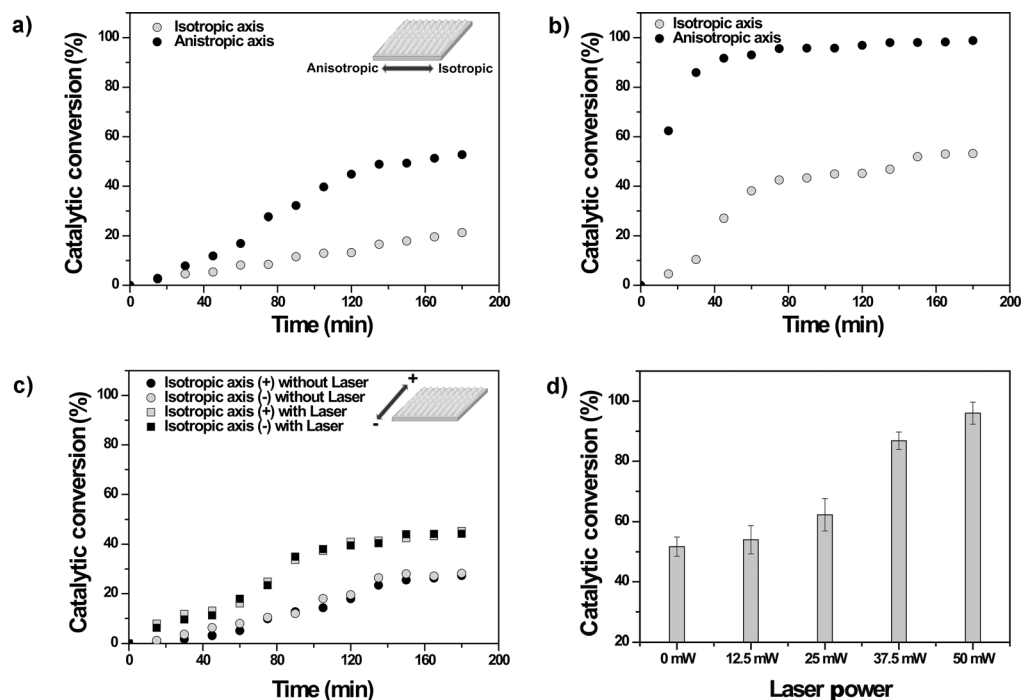 a)
Isotropic axis
Anistropic axis
Anisotropic
Isotropic
100
80
60
40
20
0
Catalytic conversion (%)
0 40 80 120 160 200
Time (min)
b)
Isotropic axis
Anisotropic axis
100
80
60
40
20
0
Catalytic conversion (%)
0 40 80 120 160 200
Time (min)
c)
Isotropic axis (+) without Laser
Isotropic axis (-) without Laser
Isotropic axis (+) with Laser
Isotropic axis (-) with Laser
+
-
100
80
60
40
20
0
Catalytic conversion (%)
0 40 80 120 160 200
Time (min)
d)
100
80
60
40
20
Catalytic conversion (%)
0 mW 12.5 mW 25 mW 37.5 mW 50 mW
Laser power